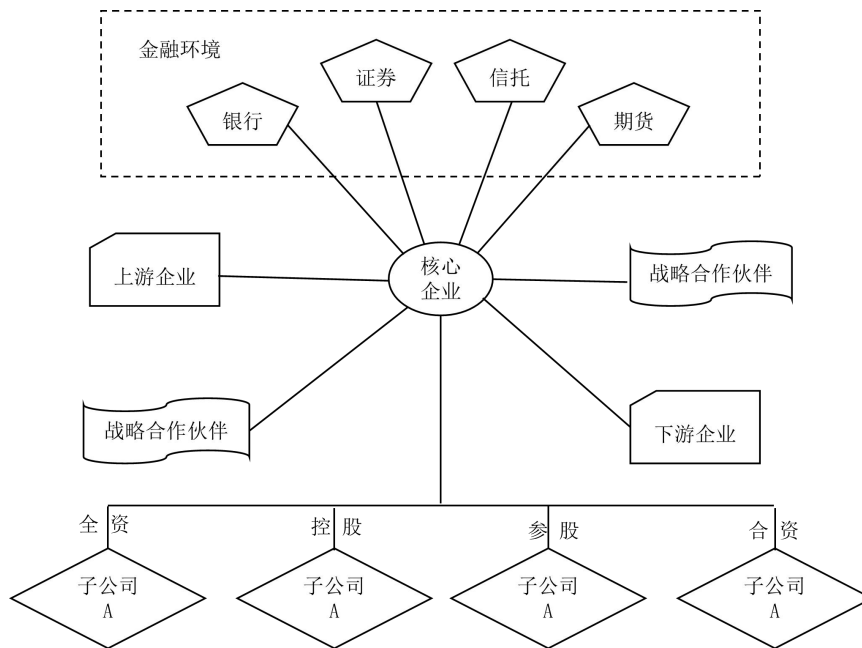 金融环境
证券
信托
银行
期货
核心
企业
上游企业
战略合作伙伴
战略合作伙伴
下游企业
全资
控股
参股
合资
子公司
A
子公司
A
子公司
A
子公司
A